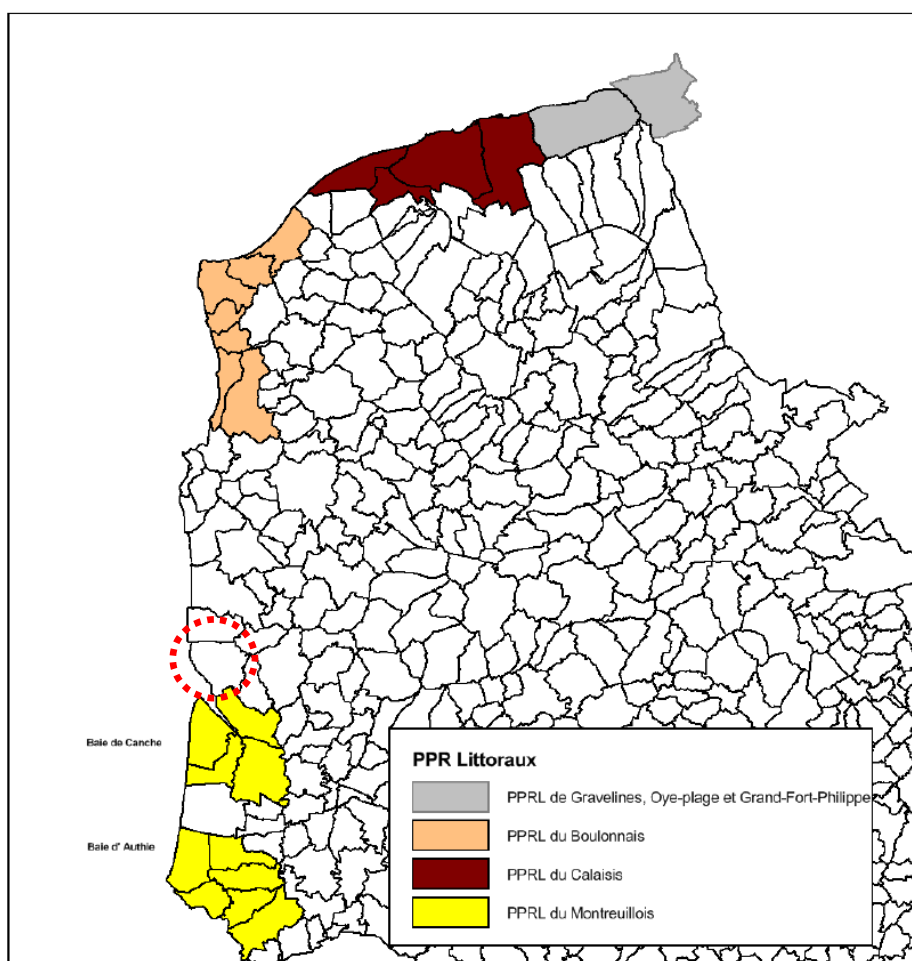 Baie de Canche
Baie d' Authie
PPR Littoraux
PPRL de Gravelines, Oye-plage et Grand-Fort-Philippe
PPRL du Boulonnais
PPRL du Calaisis
PPRL du Montreuillois